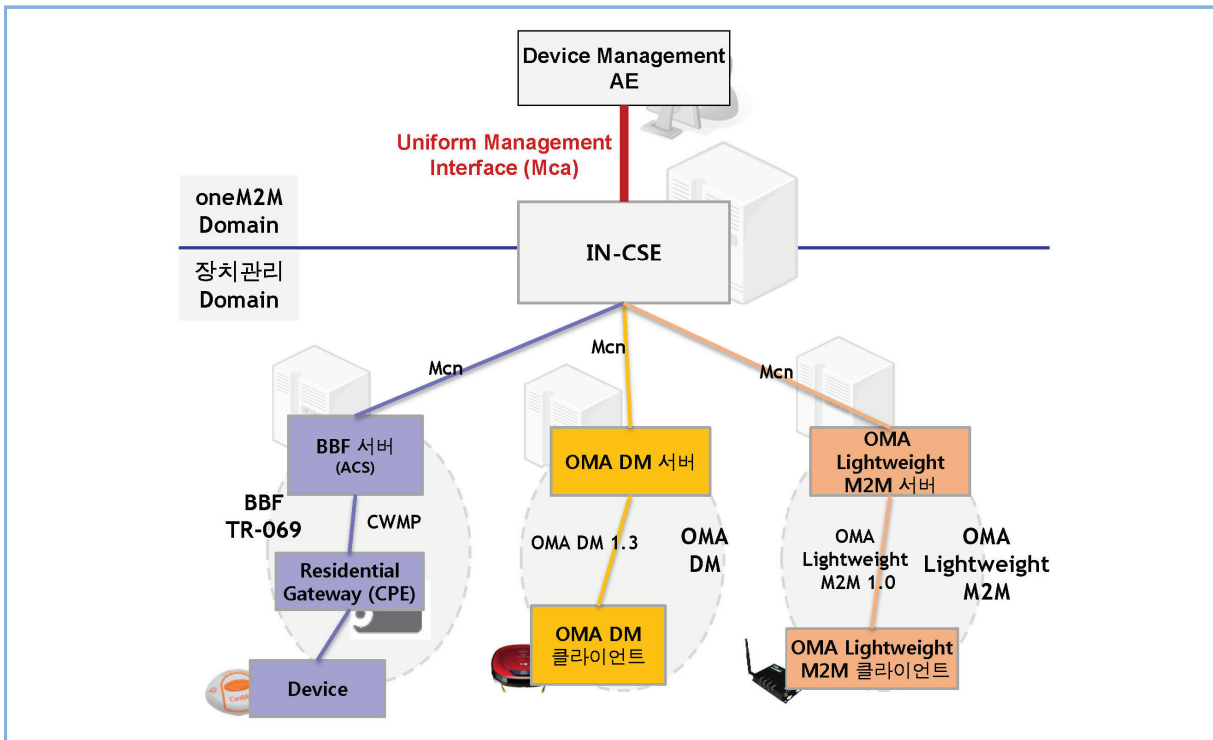 Device Management
AE
Uniform Management
Interface (Mca)
oneM2M
Domain
IN-CSE
장치관리
Domain
Mcn
Mcn
Mcn
BBF 서버
(ACS)
OMA DM 서버
OMA
Lightweight
M2M 서버
BBF
TR-069
CWMP
OMA DM 1.3
OMA
DM
OMA
Lightweight
M2M 1.0
OMA
Lightweight
M2M
Residential
Gateway (CPE)
OMA DM
클라이언트
OMA Lightweight
M2M 클라이언트
Device